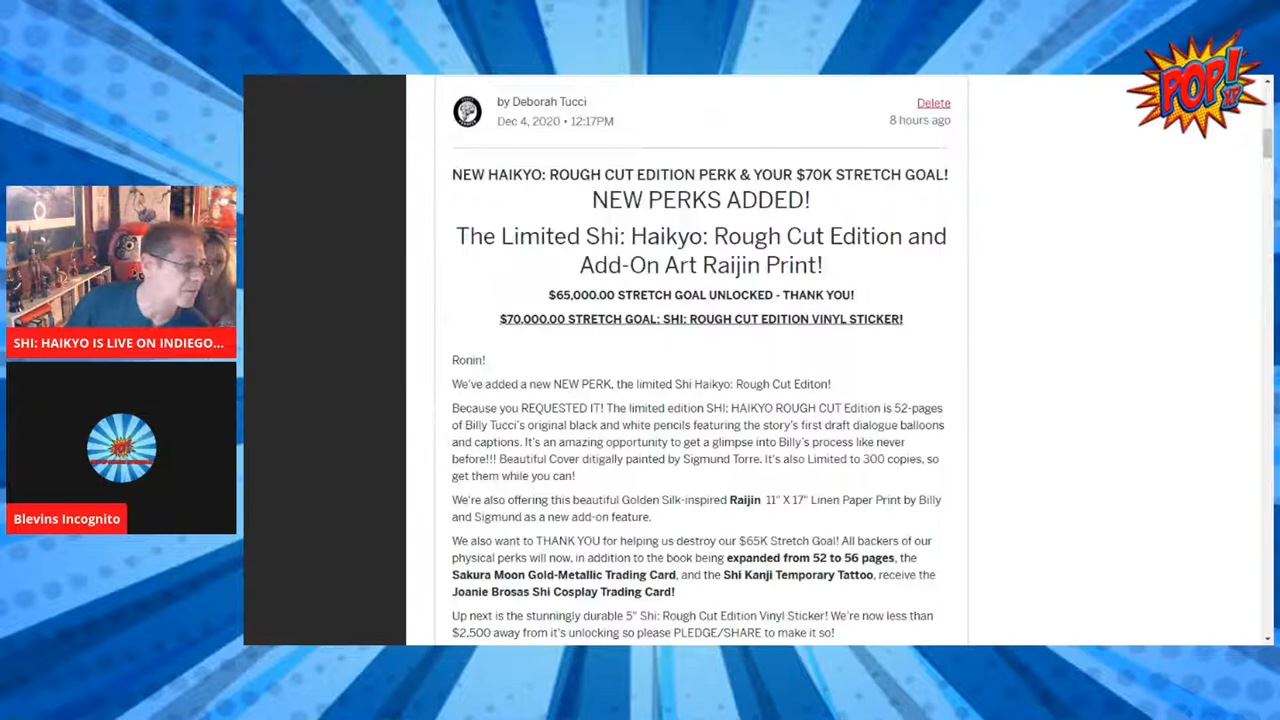 POP!
XP
by Deborah Tucci
Delete
Dec 4, 2020 • 12:17PM
8 hours ago
NEW HAIKYO: ROUGH CUT EDITION PERK & YOUR $70K STRETCH GOAL!
NEW PERKS ADDED!
The Limited Shi: Haikyo: Rough Cut Edition and
Add-On Art Raijin Print!
$65,000.00 STRETCH GOAL UNLOCKED - THANK YOU!
$70,000.00 STRETCH GOAL: SHI: ROUGH CUT EDITION VINYL STICKER!
Ronin!
We've added a new NEW PERK, the limited Shi Haikyo: Rough Cut Editon!
Because you REQUESTED IT! The limited edition SHI: HAIKYO ROUGH CUT Edition is 52-pages
of Billy Tucci's original black and white pencils featuring the story's first draft dialogue balloons
and captions. It's an amazing opportunity to get a glimpse into Billy's process like never
before!!! Beautiful Cover ditigally painted by Sigmund Torre. It's also Limited to 300 copies, so
get them while you can!
We're also offering this beautiful Golden Silk-inspired Raijin 11" X 17" Linen Paper Print by Billy
and Sigmund as a new add-on feature.
We also want to THANK YOU for helping us destroy our $65K Stretch Goal! All backers of our
physical perks will now, in addition to the book being expanded from 52 to 56 pages, the
Sakura Moon Gold-Metallic Trading Card, and the Shi Kanji Temporary Tattoo, receive the
Joanie Brosas Shi Cosplay Trading Card!
Up next is the stunningly durable 5" Shi: Rough Cut Edition Vinyl Sticker! We're now less than
$2,500 away from it's unlocking so please PLEDGE/SHARE to make it so!
SHI: HAIKYO IS LIVE ON INDIEGO...
Blevins Incognito